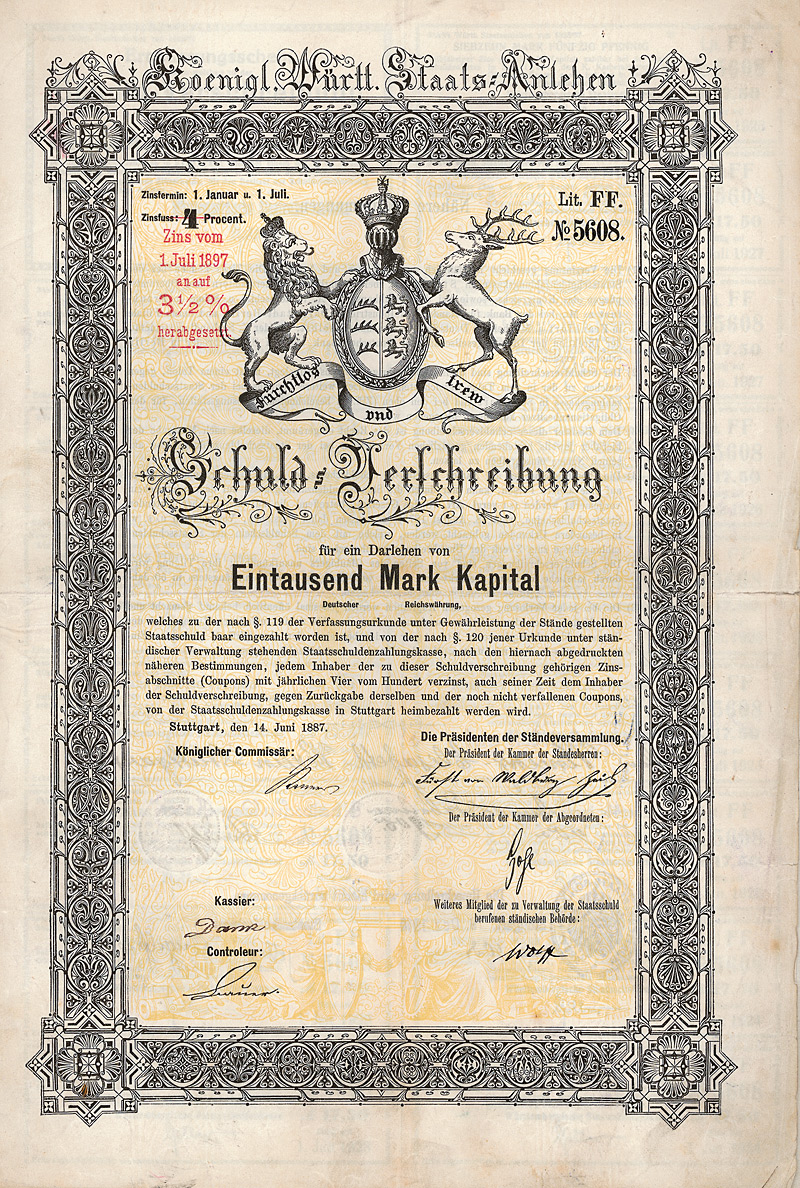 Koenigl. Württ. Staats-Anlehen
Zinstermin: 1. Januar u. 1. Juli.
Zinsfuss: 4 Procent.
Zins vom
1. Juli 1897
an auf
3½ %
herabgesetzt.
Lit. FF.
№ 5608.
Furchtlos
vnd
trew
Schuld-Verschreibung
für ein Darlehen von
Eintausend Mark Kapital
Deutscher Reichswährung,
welches zu der nach §. 119 der Verfassungsurkunde unter Gewährleistung der Stände gestellten
Staatsschuld baar eingezahlt worden ist, und von der nach §. 120 jener Urkunde unter stän-
discher Verwaltung stehenden Staatsschuldenzahlungskasse, nach den hiernach abgedruckten
näheren Bestimmungen, jedem Inhaber der zu dieser Schuldverschreibung gehörigen Zins-
abschnitte (Coupons) mit jährlichen Vier vom Hundert verzinst, auch seiner Zeit dem Inhaber
der Schuldverschreibung, gegen Zurückgabe derselben und der noch nicht verfallenen Coupons,
von der Staatsschuldenzahlungskasse in Stuttgart heimbezahlt werden wird.
Stuttgart, den 14. Juni 1887.
Königlicher Commissär:
Die Präsidenten der Ständeversammlung.
Der Präsident der Kammer der Standesherren:
Fürst von Waldburg Zeil
Der Präsident der Kammer der Abgeordneten:
Kassier:
Weiteres Mitglied der zu Verwaltung der Staatsschuld
berufenen ständischen Behörde:
Controleur:
Wolff
Bauer.